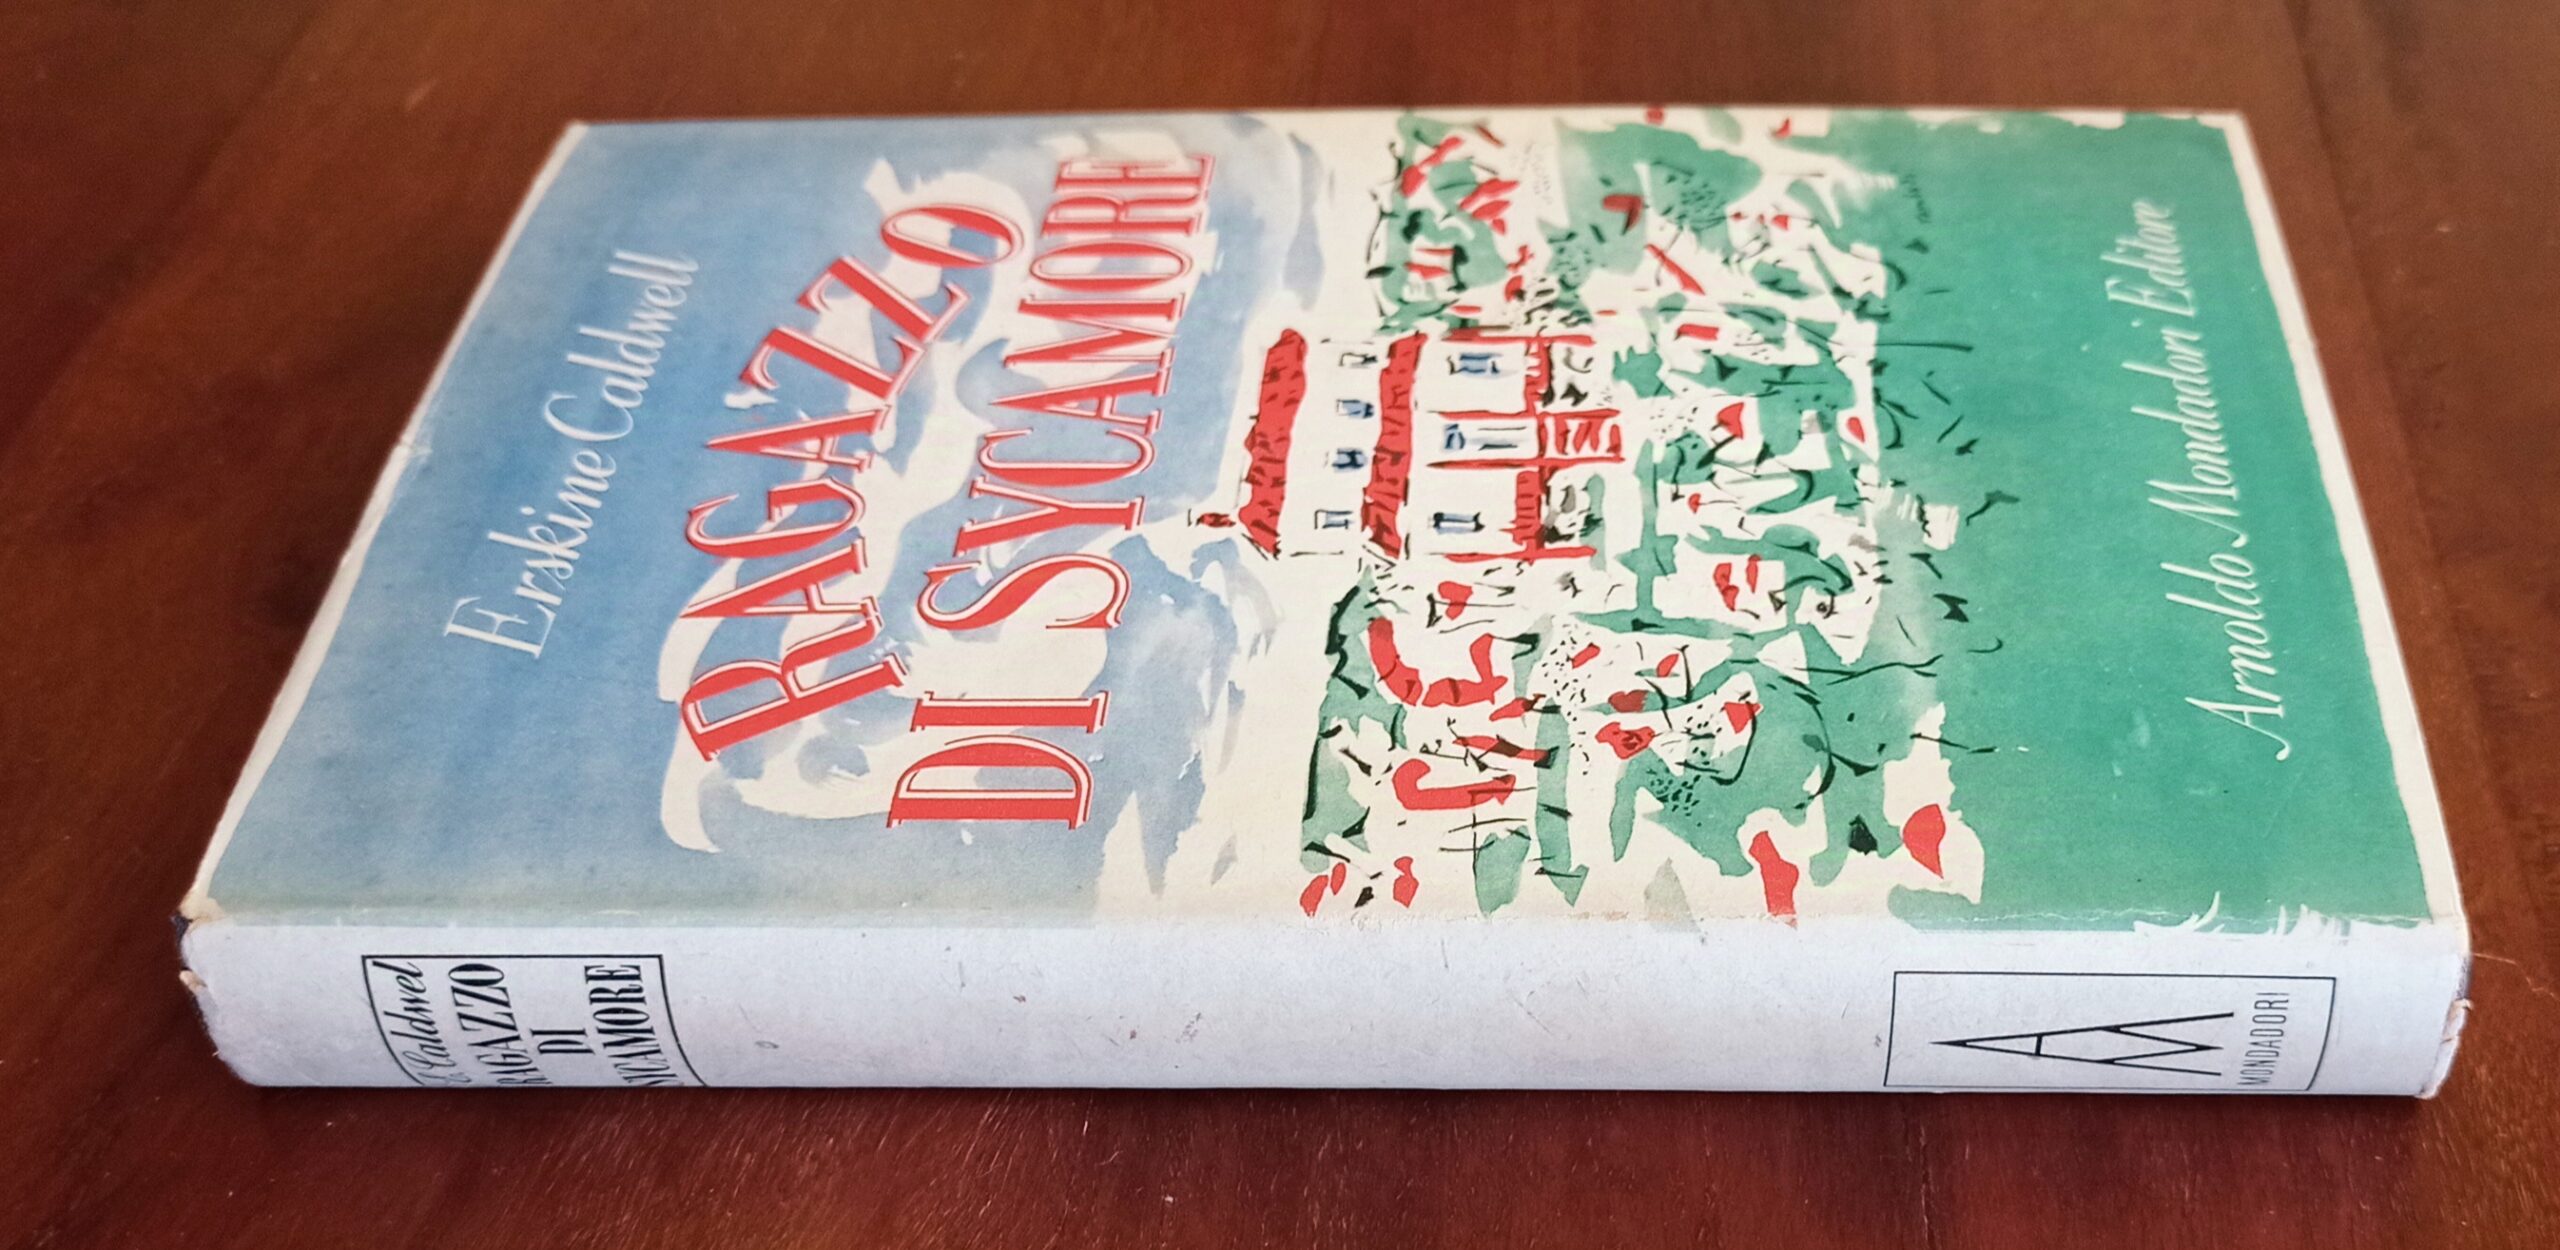 Erskine Caldwell
RAGAZZO
DI SYCAMORE
Arnoldo Mondadori Editore
E. Caldwel
RAGAZZO
DI
SYCAMORE
AM
MONDADORI